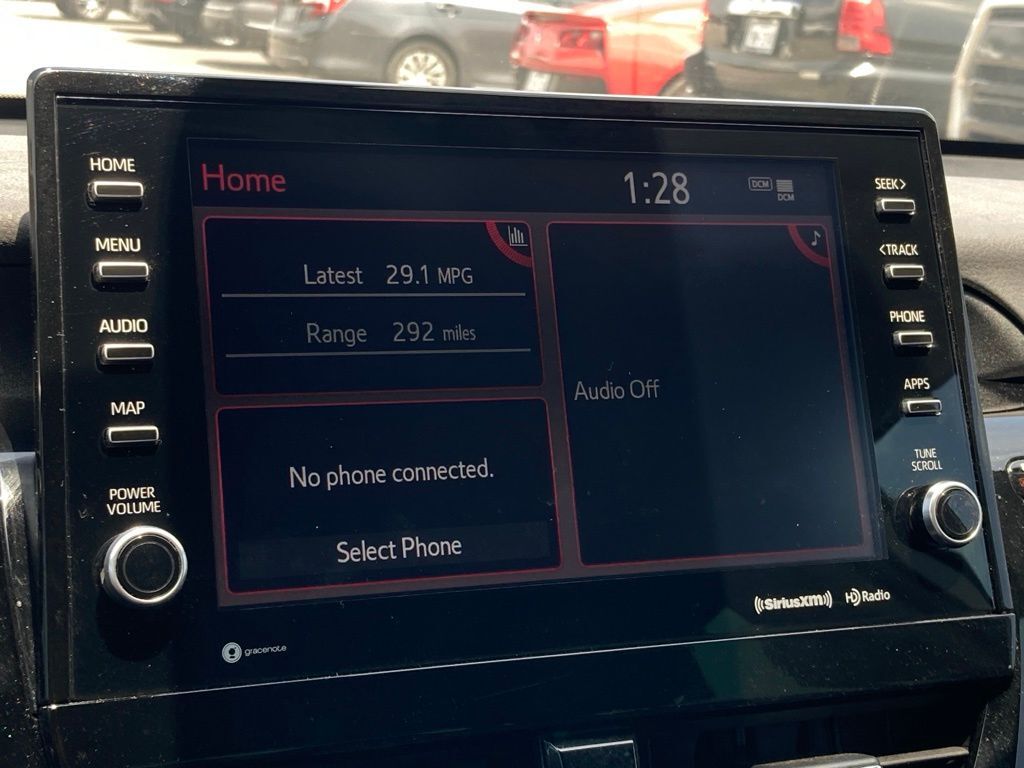 HOME
MENU
AUDIO
MAP
POWER
VOLUME
Home
1:28
DCM
DCM
Latest 29.1 MPG
Range 292 miles
No phone connected.
Select Phone
Audio Off
SEEK>
<TRACK
PHONE
APPS
TUNE
SCROLL
gracenote
((SiriusXM))
HD Radio